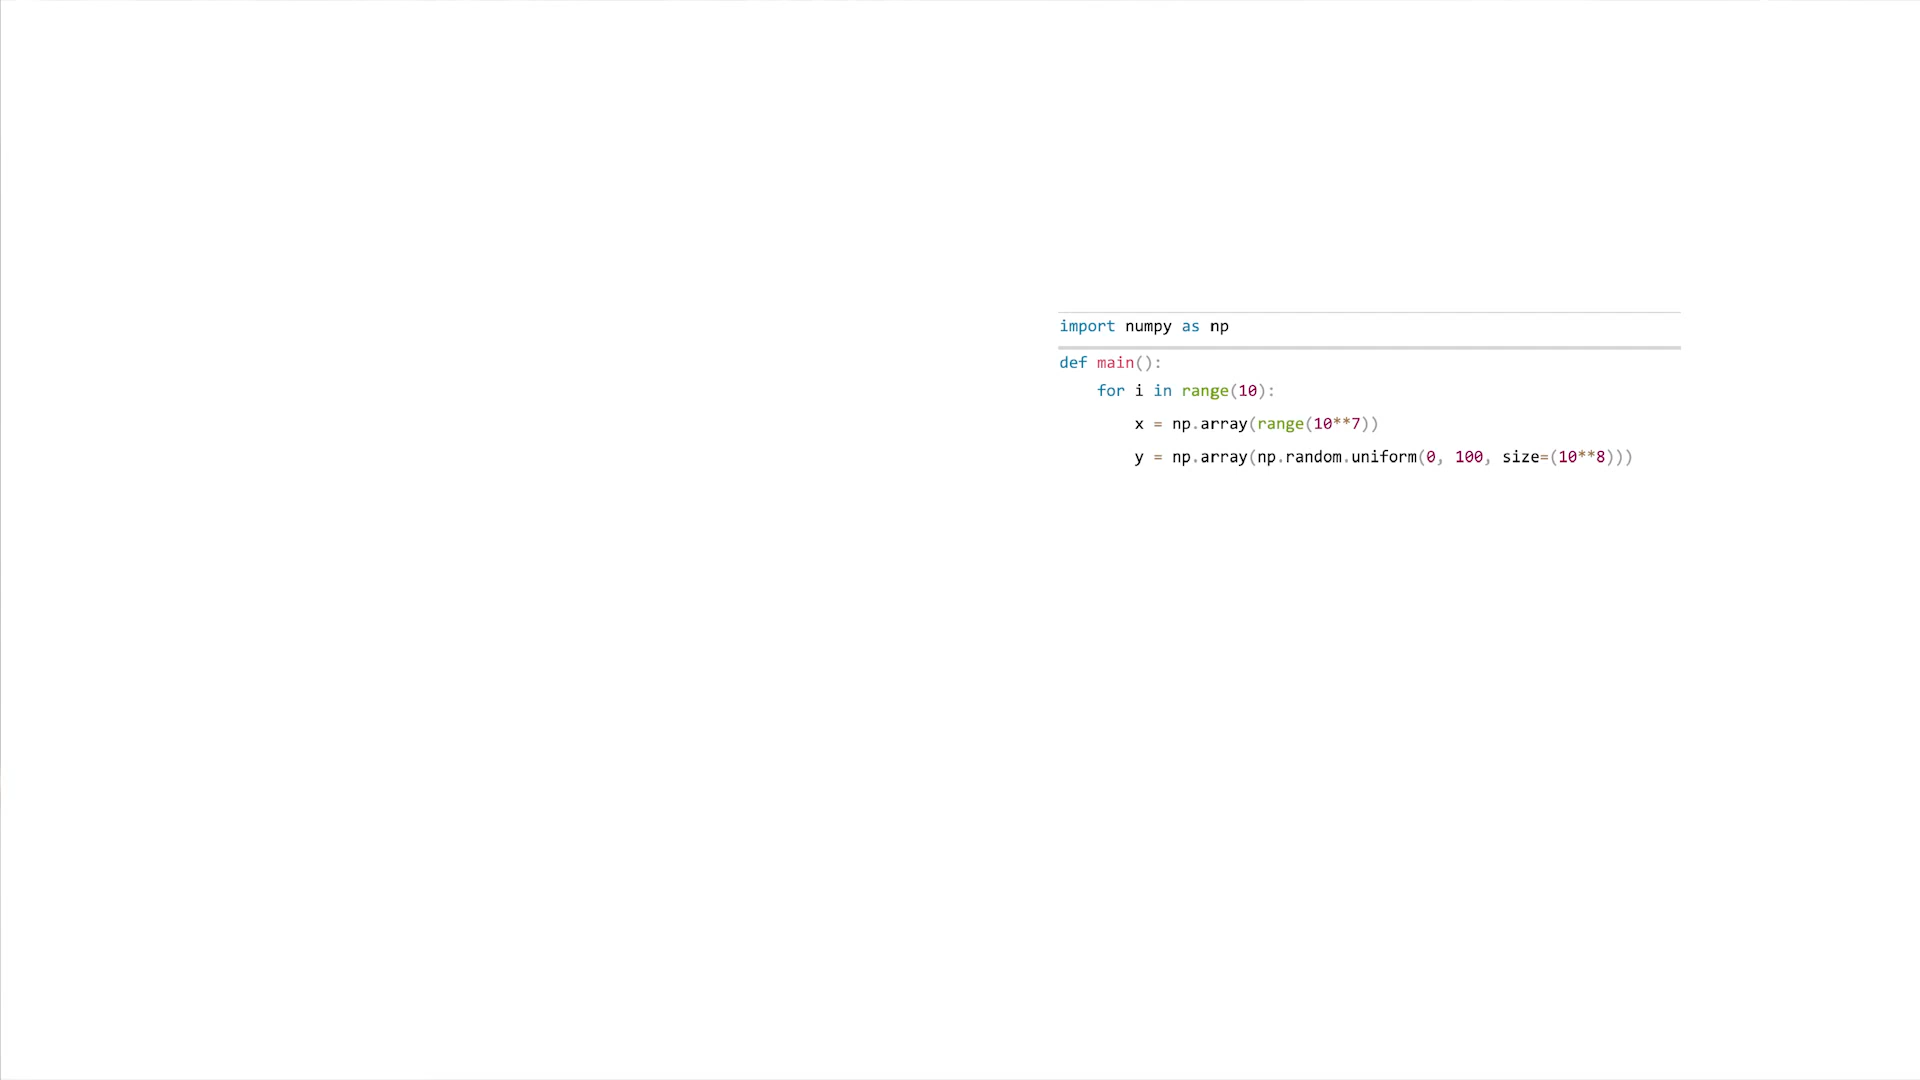 import numpy as np
def main():
    for i in range(10):
        x = np.array(range(10**7))
        y = np.array(np.random.uniform(0, 100, size=(10**8)))